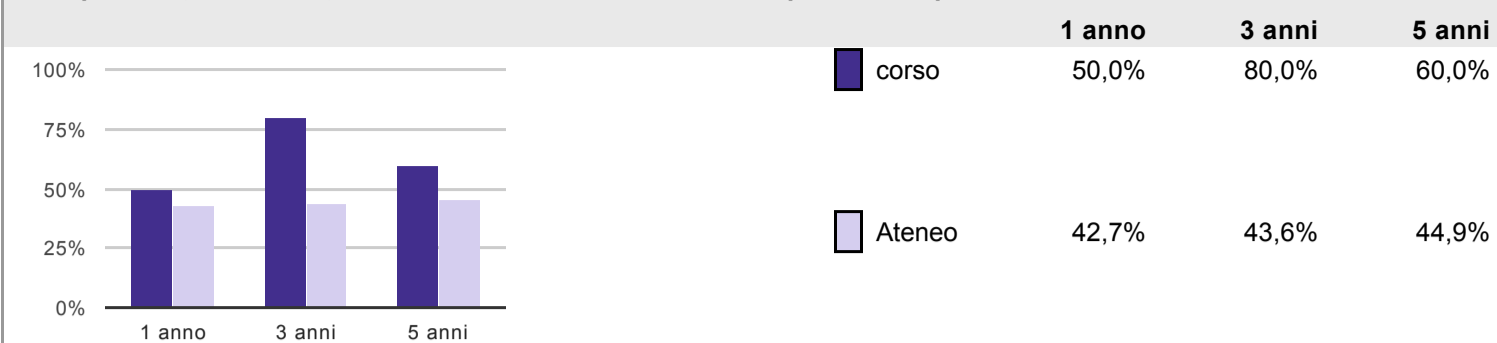 1 anno 3 anni 5 anni
100% corso 50,0% 80,0% 60,0%
75%
50%
Ateneo 42,7% 43,6% 44,9%
25%
0%
1 anno 3 anni 5 anni